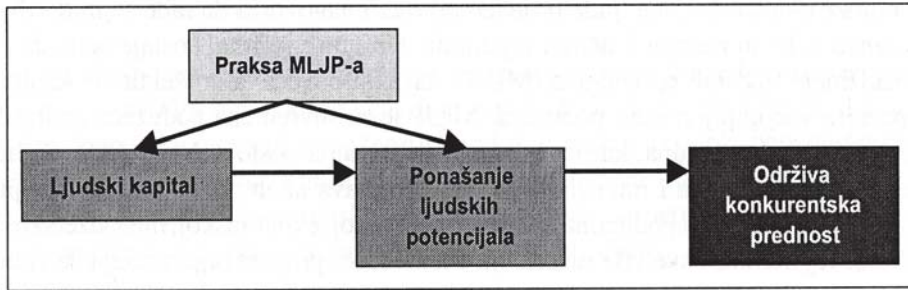 Praksa MLJP-a
Ljudski kapital
Ponašanje
ljudskih
potencijala
Održiva
konkurentska
prednost